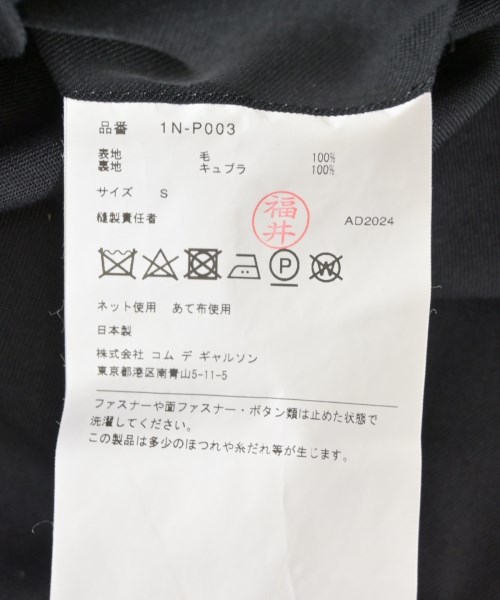 品番 1N-P003
表地 毛 100%
裏地 キュプラ 100%
サイズ S
縫製責任者 福井 AD2024
P
W
ネット使用 あて布使用
日本製
株式会社 コム デ ギャルソン
東京都港区南青山5-11-5
ファスナーや面ファスナー・ボタン類は止めた状態で
洗濯してください。
この製品は多少のほつれや糸だれ等が生じます。